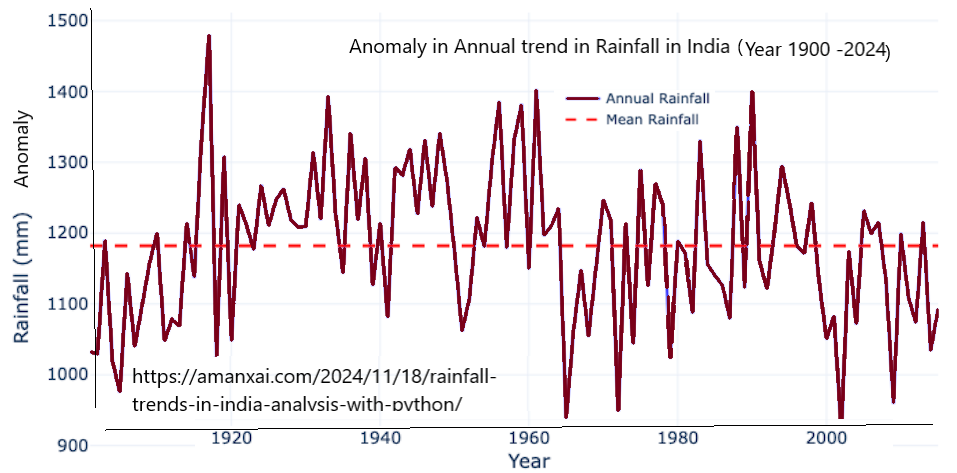 1500
Anomaly in Annual trend in Rainfall in India (Year 1900 -2024)
1400
Annual Rainfall
Mean Rainfall
1300
1200
1100
1000
900
Rainfall (mm) Anomaly
https://amanxai.com/2024/11/18/rainfall-
trends-in-india-analysis-with-python/
1920 1940 1960 1980 2000
Year